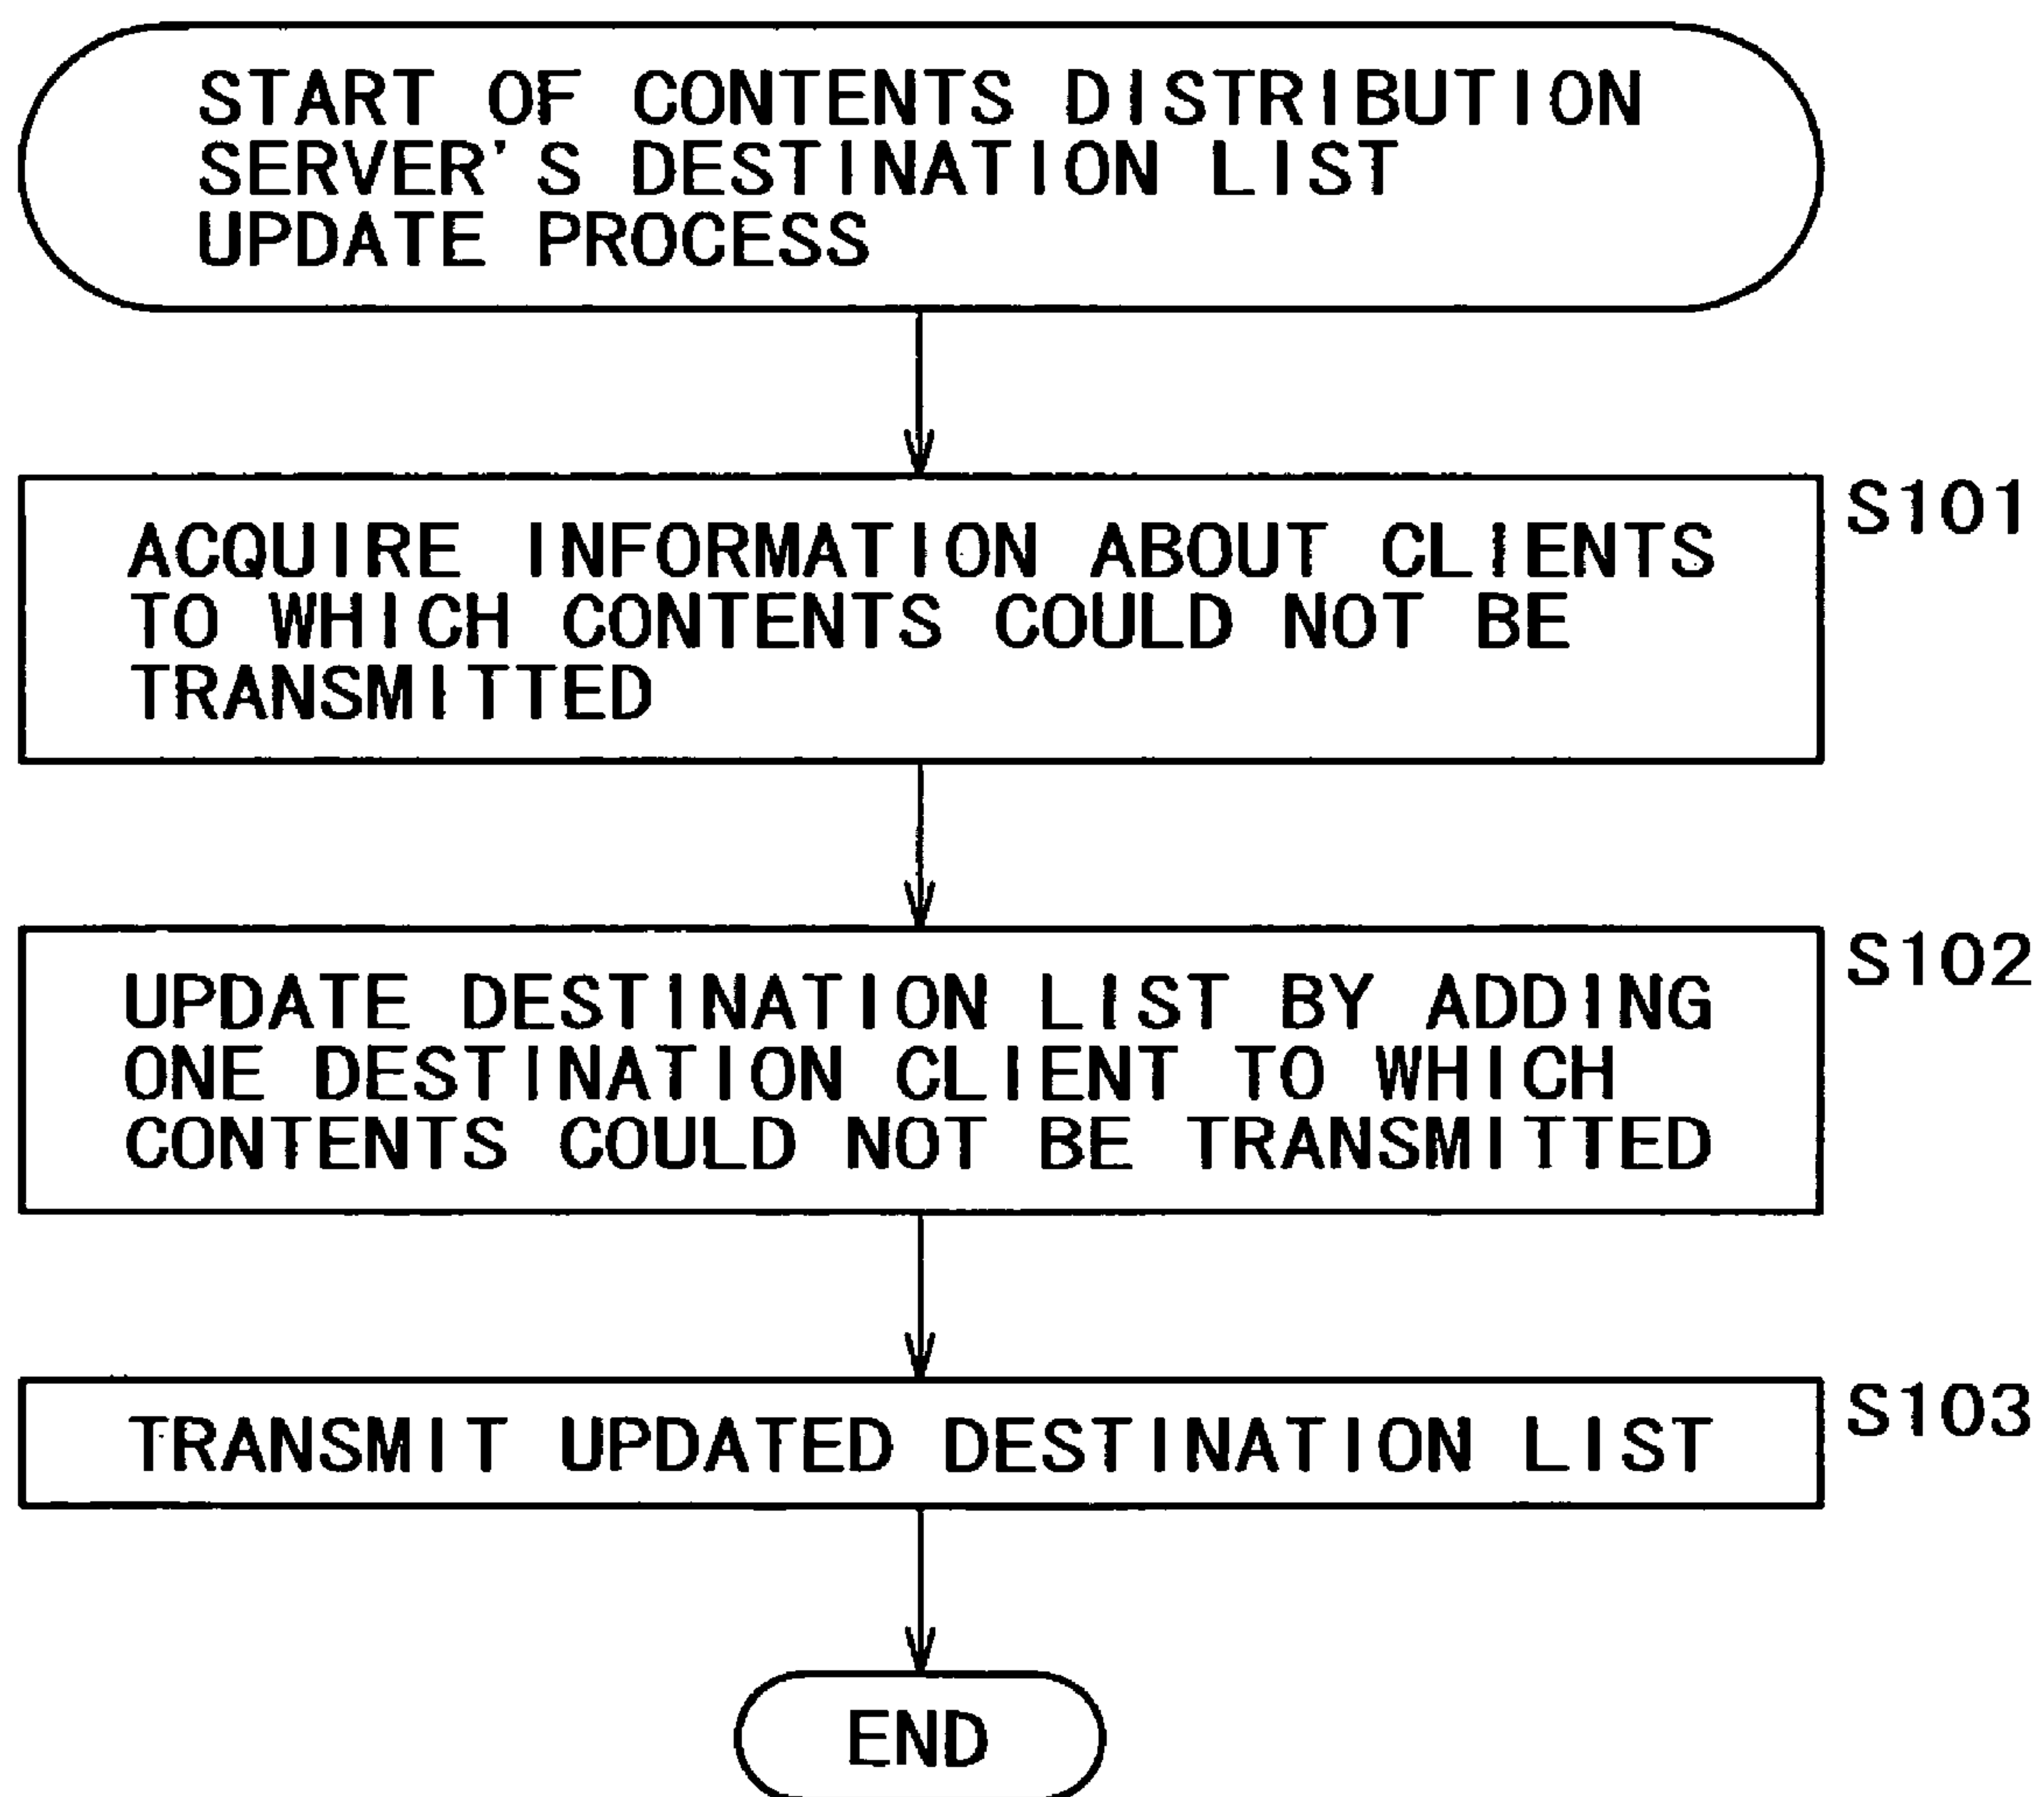 START OF CONTENTS DISTRIBUTION
SERVER'S DESTINATION LIST
UPDATE PROCESS
S101
ACQUIRE INFORMATION ABOUT CLIENTS
TO WHICH CONTENTS COULD NOT BE
TRANSMITTED
S102
UPDATE DESTINATION LIST BY ADDING
ONE DESTINATION CLIENT TO WHICH
CONTENTS COULD NOT BE TRANSMITTED
S103
TRANSMIT UPDATED DESTINATION LIST
END